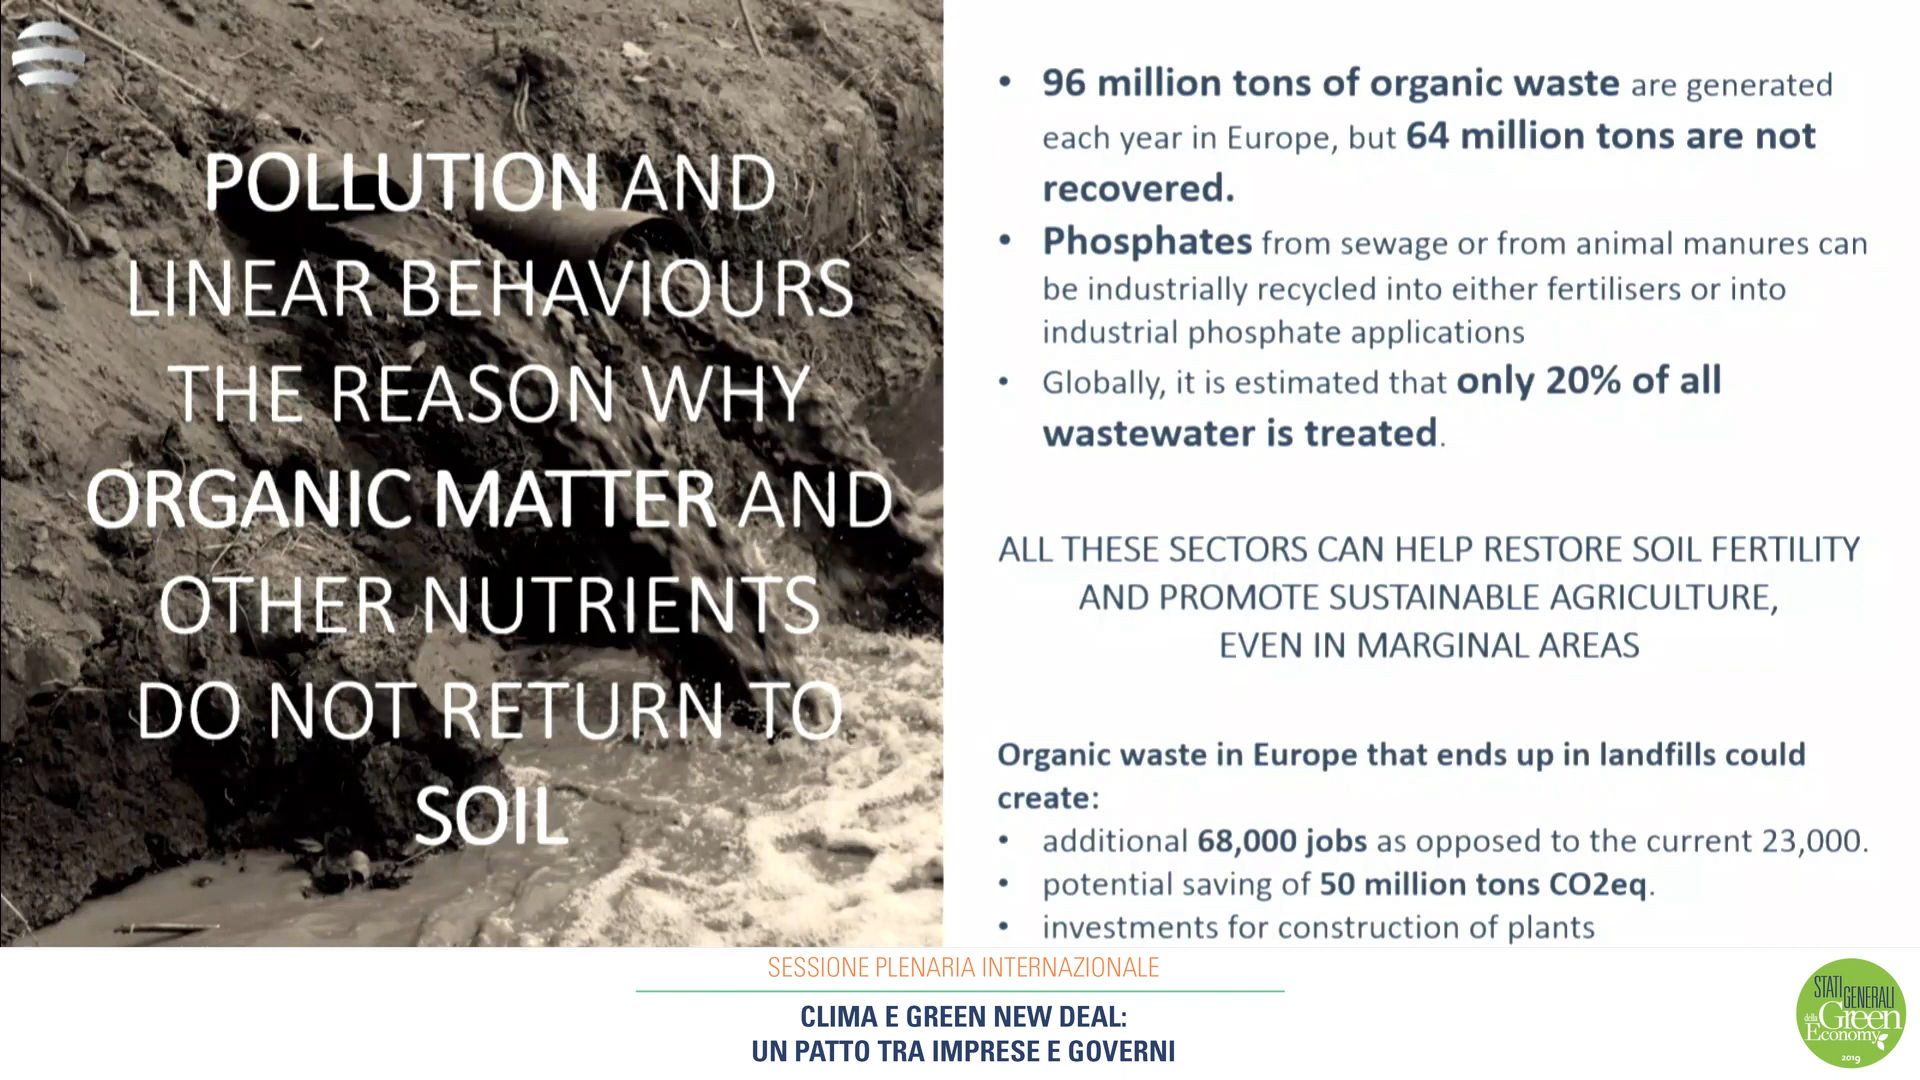 POLLUTION AND
LINEAR BEHAVIOURS
THE REASON WHY
ORGANIC MATTER AND
OTHER NUTRIENTS
DO NOT RETURN TO
SOIL
• 96 million tons of organic waste are generated
each year in Europe, but 64 million tons are not
recovered.
• Phosphates from sewage or from animal manures can
be industrially recycled into either fertilisers or into
industrial phosphate applications
• Globally, it is estimated that only 20% of all
wastewater is treated.
ALL THESE SECTORS CAN HELP RESTORE SOIL FERTILITY
AND PROMOTE SUSTAINABLE AGRICULTURE,
EVEN IN MARGINAL AREAS
Organic waste in Europe that ends up in landfills could
create:
• additional 68,000 jobs as opposed to the current 23,000.
• potential saving of 50 million tons CO2eq.
• investments for construction of plants
SESSIONE PLENARIA INTERNAZIONALE
CLIMA E GREEN NEW DEAL:
UN PATTO TRA IMPRESE E GOVERNI
STATI
GENERALI
della Green
Economy
2019